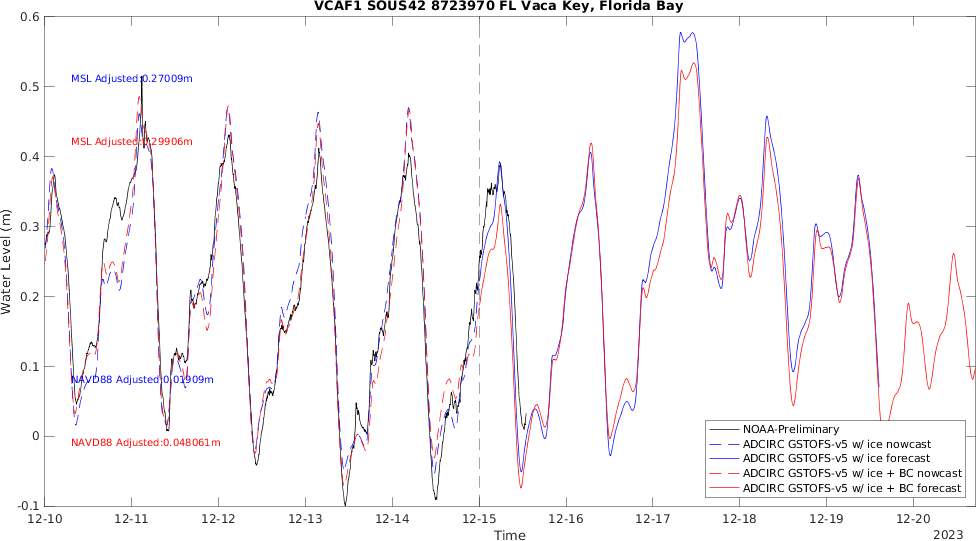 VCAF1 SOUS42 8723970 FL Vaca Key, Florida Bay
Water Level (m)
0.6
0.5
0.4
0.3
0.2
0.1
0
-0.1
MSL Adjusted:0.27009m
MSL Adjusted:0.29906m
NAVD88 Adjusted:0.01909m
NAVD88 Adjusted:0.048061m
NOAA-Preliminary
ADCIRC GSTOFS-v5 w/ ice nowcast
ADCIRC GSTOFS-v5 w/ ice forecast
ADCIRC GSTOFS-v5 w/ice + BC nowcast
ADCIRC GSTOFS-v5 w/ice + BC forecast
12-10 12-11 12-12 12-13 12-14 12-15 12-16 12-17 12-18 12-19 12-20
Time
2023